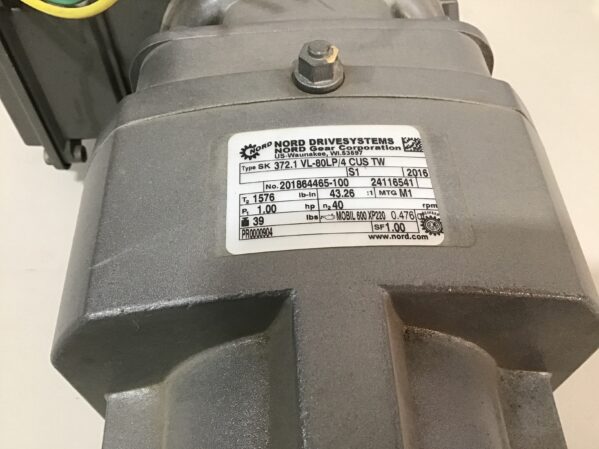 NORD
NORD DRIVESYSTEMS
NORD Gear Corporation
US-Waunakee, WI.53597
Type SK 372.1 VL-80LP/4 CUS TW
S1 2016
No. 201864465-100 24116541
T₂ 1576 lb-in 43.26 :1 MTG M1
P₁ 1.00 hp n₂ 40 rpm
39 lbs MOBIL 600 XP220 0.476
PR0000904 SF 1.00
www.nord.com